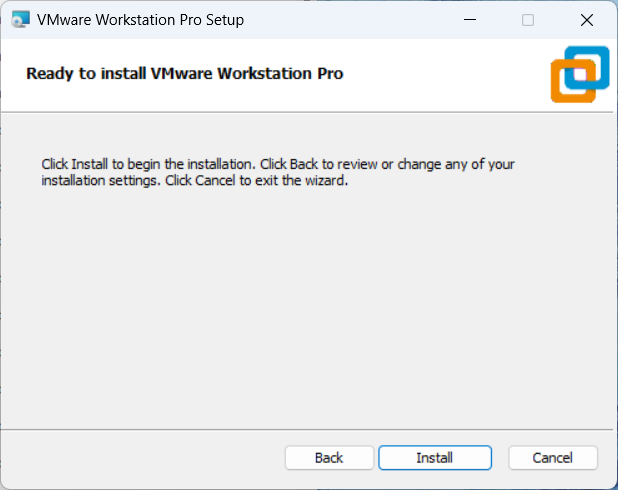 VMware Workstation Pro Setup
Ready to install VMware Workstation Pro
Click Install to begin the installation. Click Back to review or change any of your
installation settings. Click Cancel to exit the wizard.
Back Install Cancel